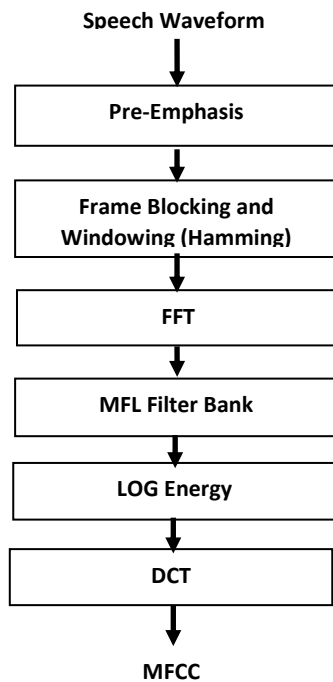 Speech Waveform
Pre-Emphasis
Frame Blocking and
Windowing (Hamming)
FFT
MFL Filter Bank
LOG Energy
DCT
MFCC